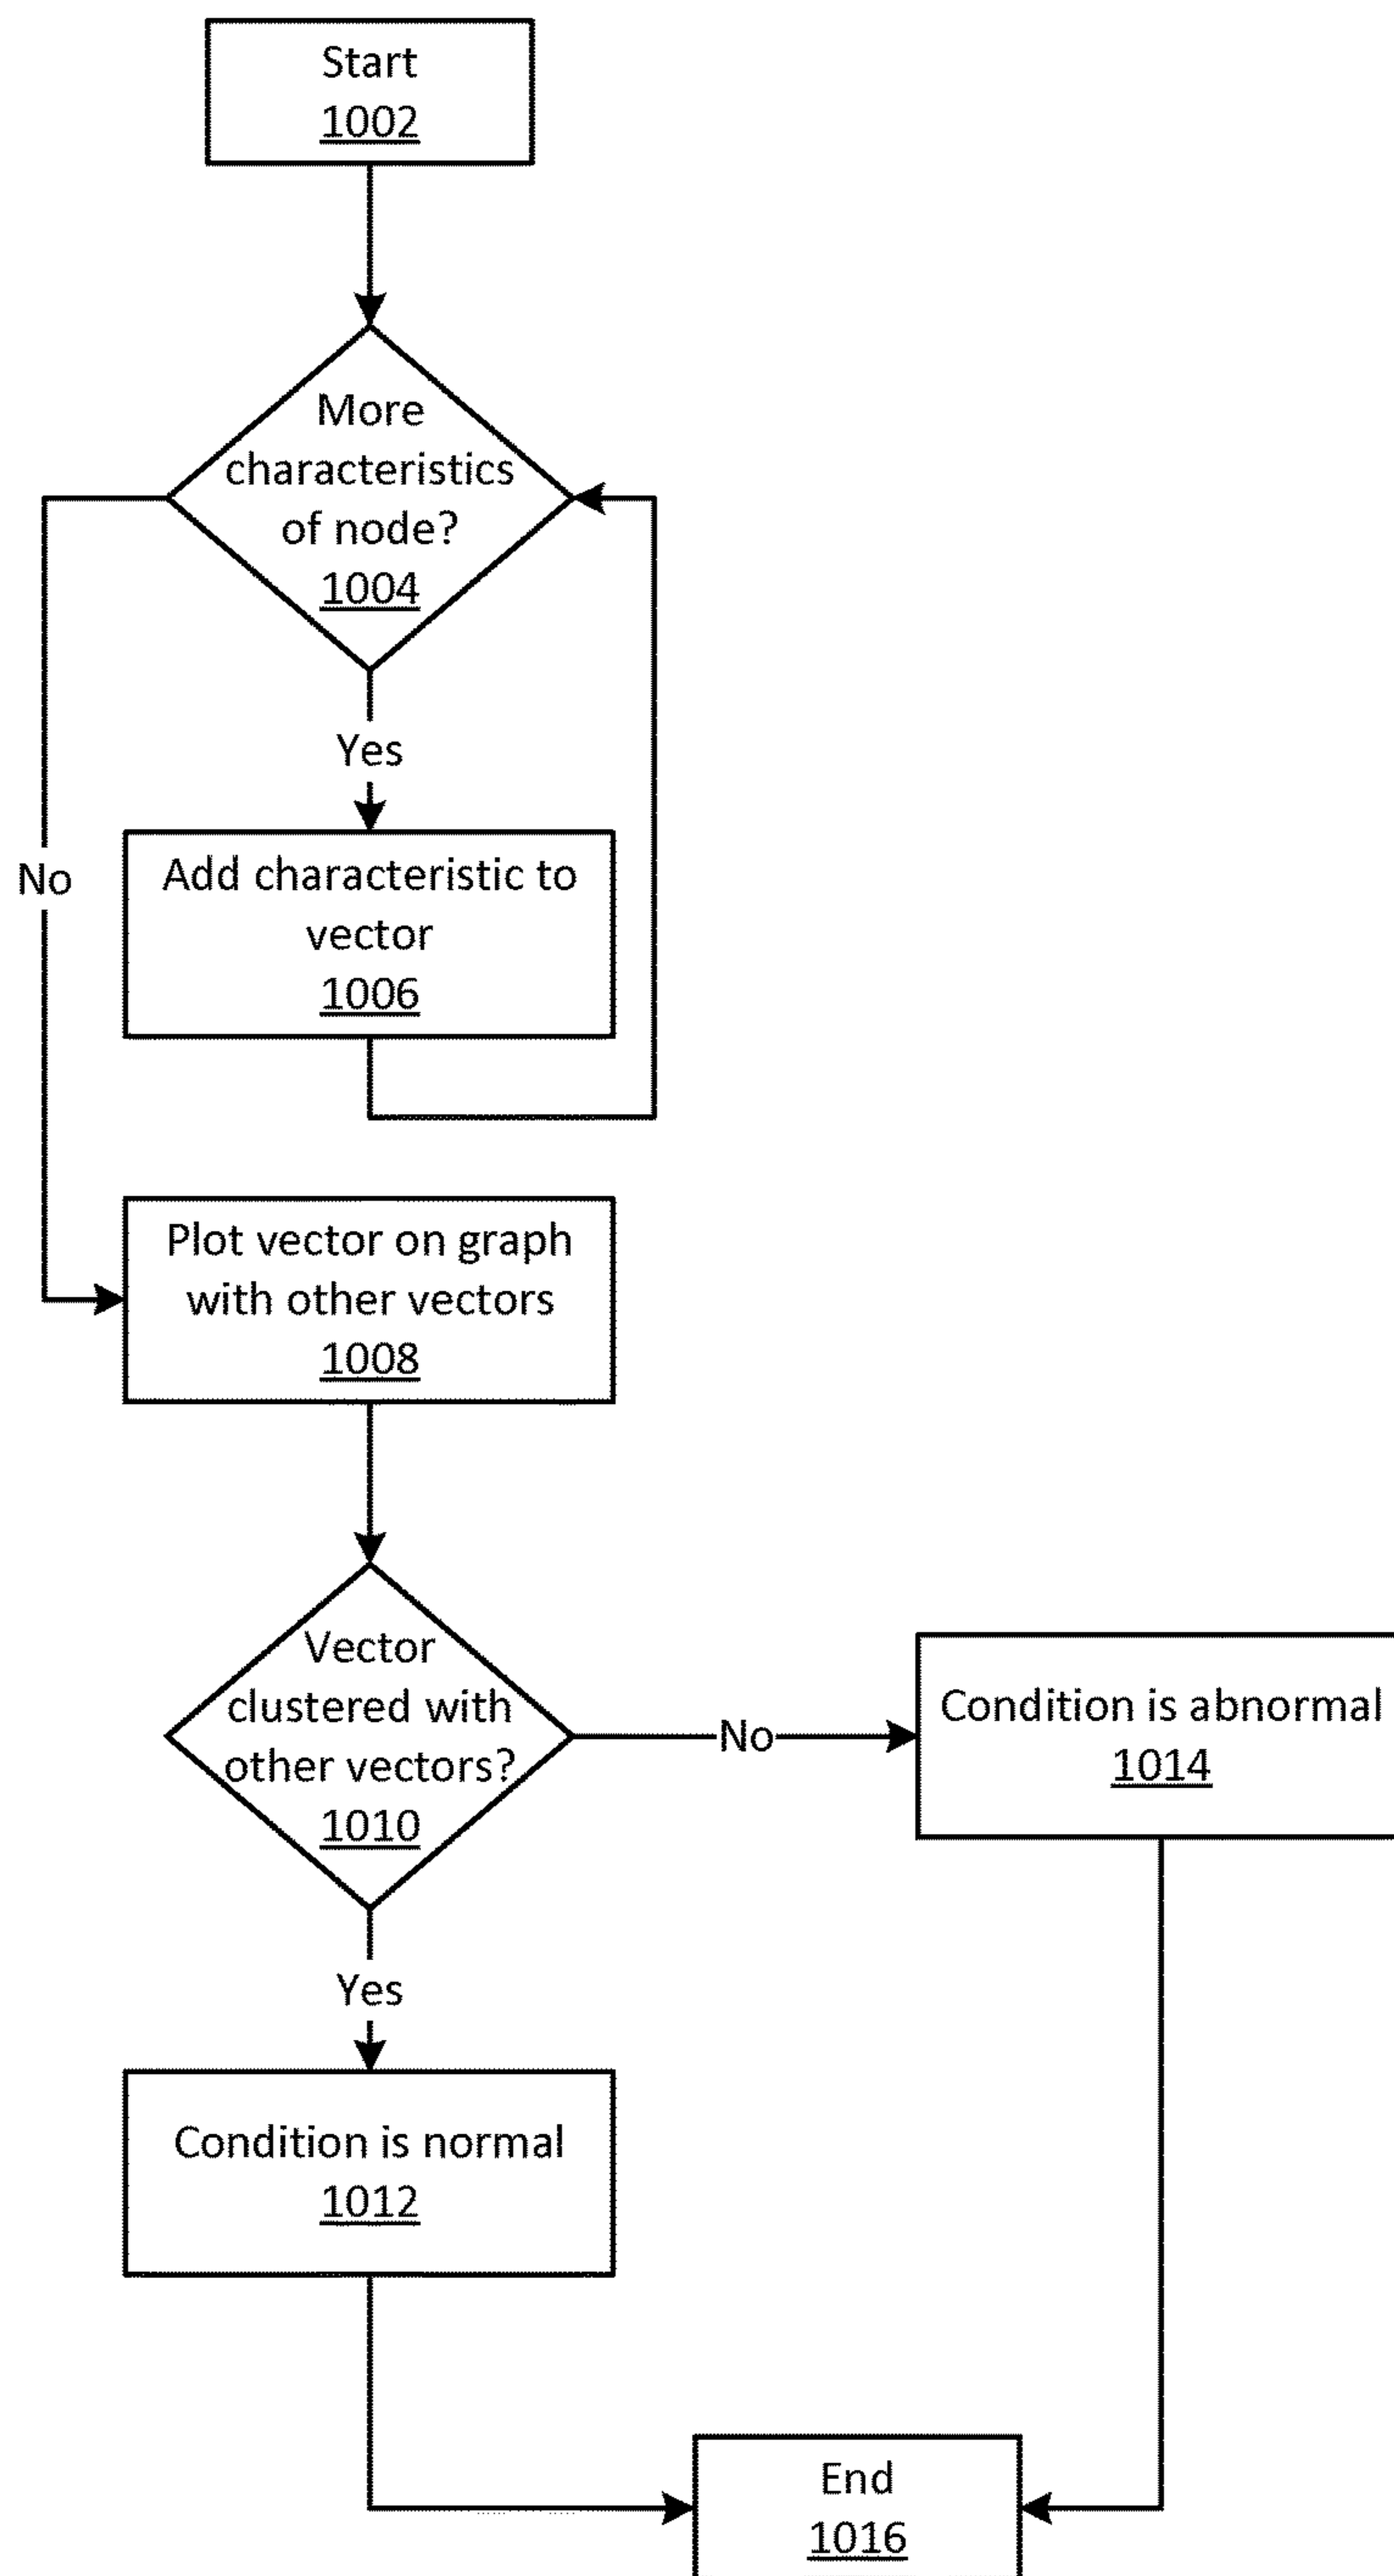 Start
1002
More
characteristics
of node?
1004
Yes
No
Add characteristic to
vector
1006
Plot vector on graph
with other vectors
1008
Vector
clustered with
other vectors?
1010
No
Condition is abnormal
1014
Yes
Condition is normal
1012
End
1016